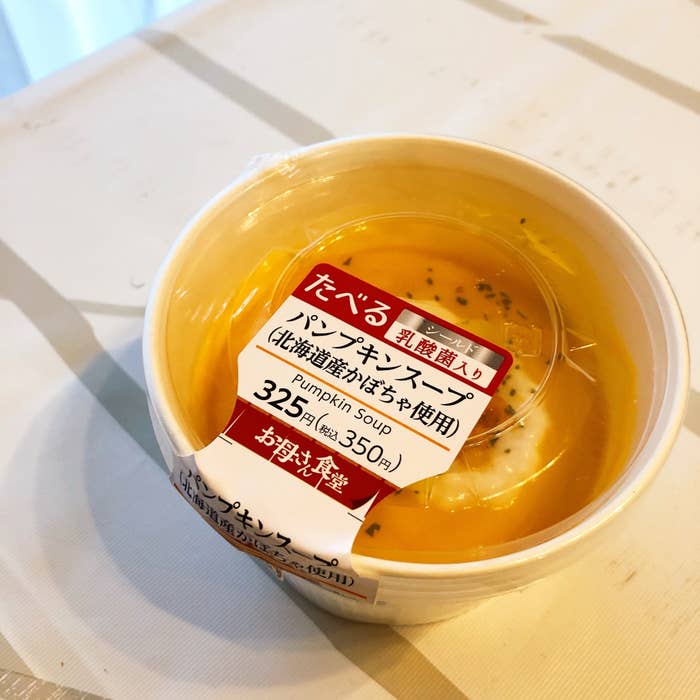 たべる
シールド
乳酸菌入り
パンプキンスープ
(北海道産かぼちゃ使用)
Pumpkin Soup
325円(税込350円)
お母さん食堂
パンプキンスープ
(北海道産かぼちゃ使用)